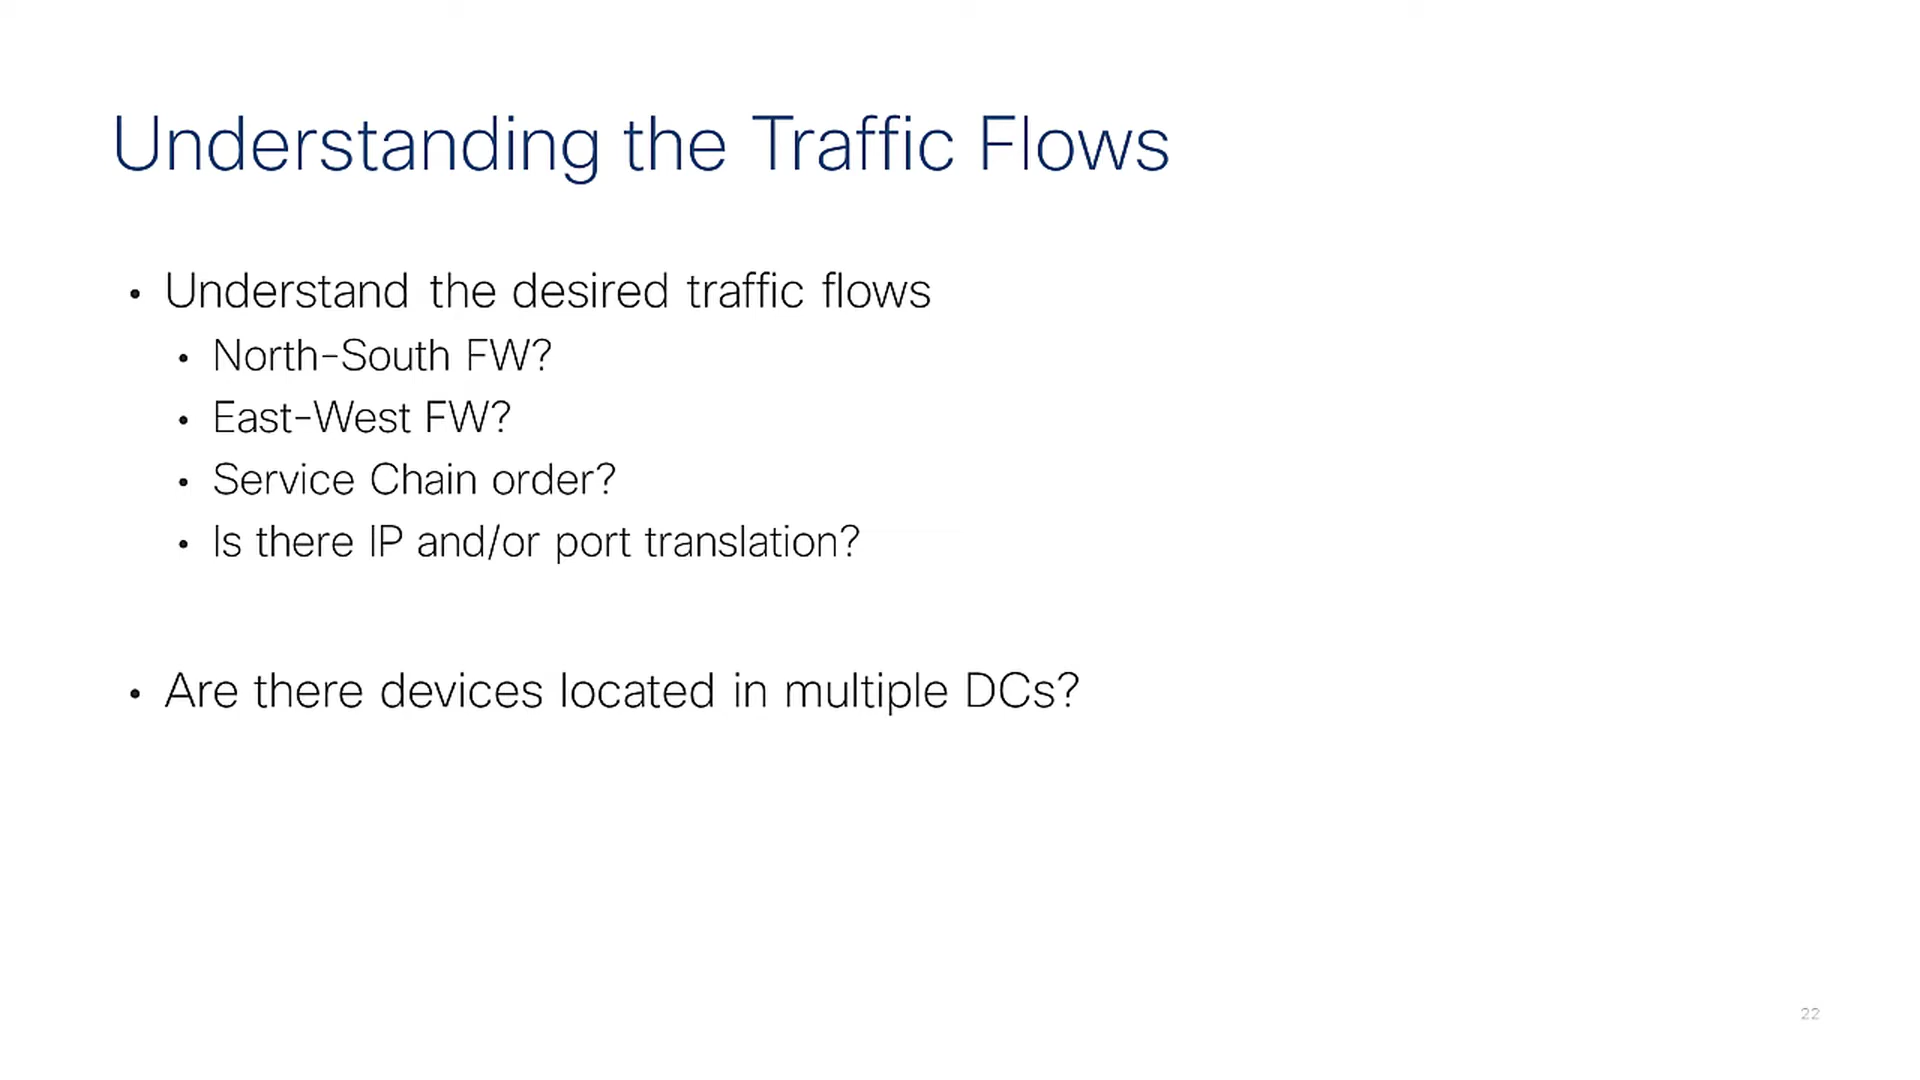 Understanding the Traffic Flows
• Understand the desired traffic flows
• North-South FW?
• East-West FW?
• Service Chain order?
• Is there IP and/or port translation?
• Are there devices located in multiple DCs?
22